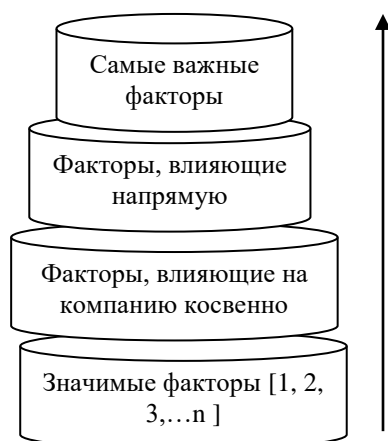 Самые важные
факторы
Факторы, влияющие
напрямую
Факторы, влияющие на
компанию косвенно
Значимые факторы [1, 2,
3,…n ]